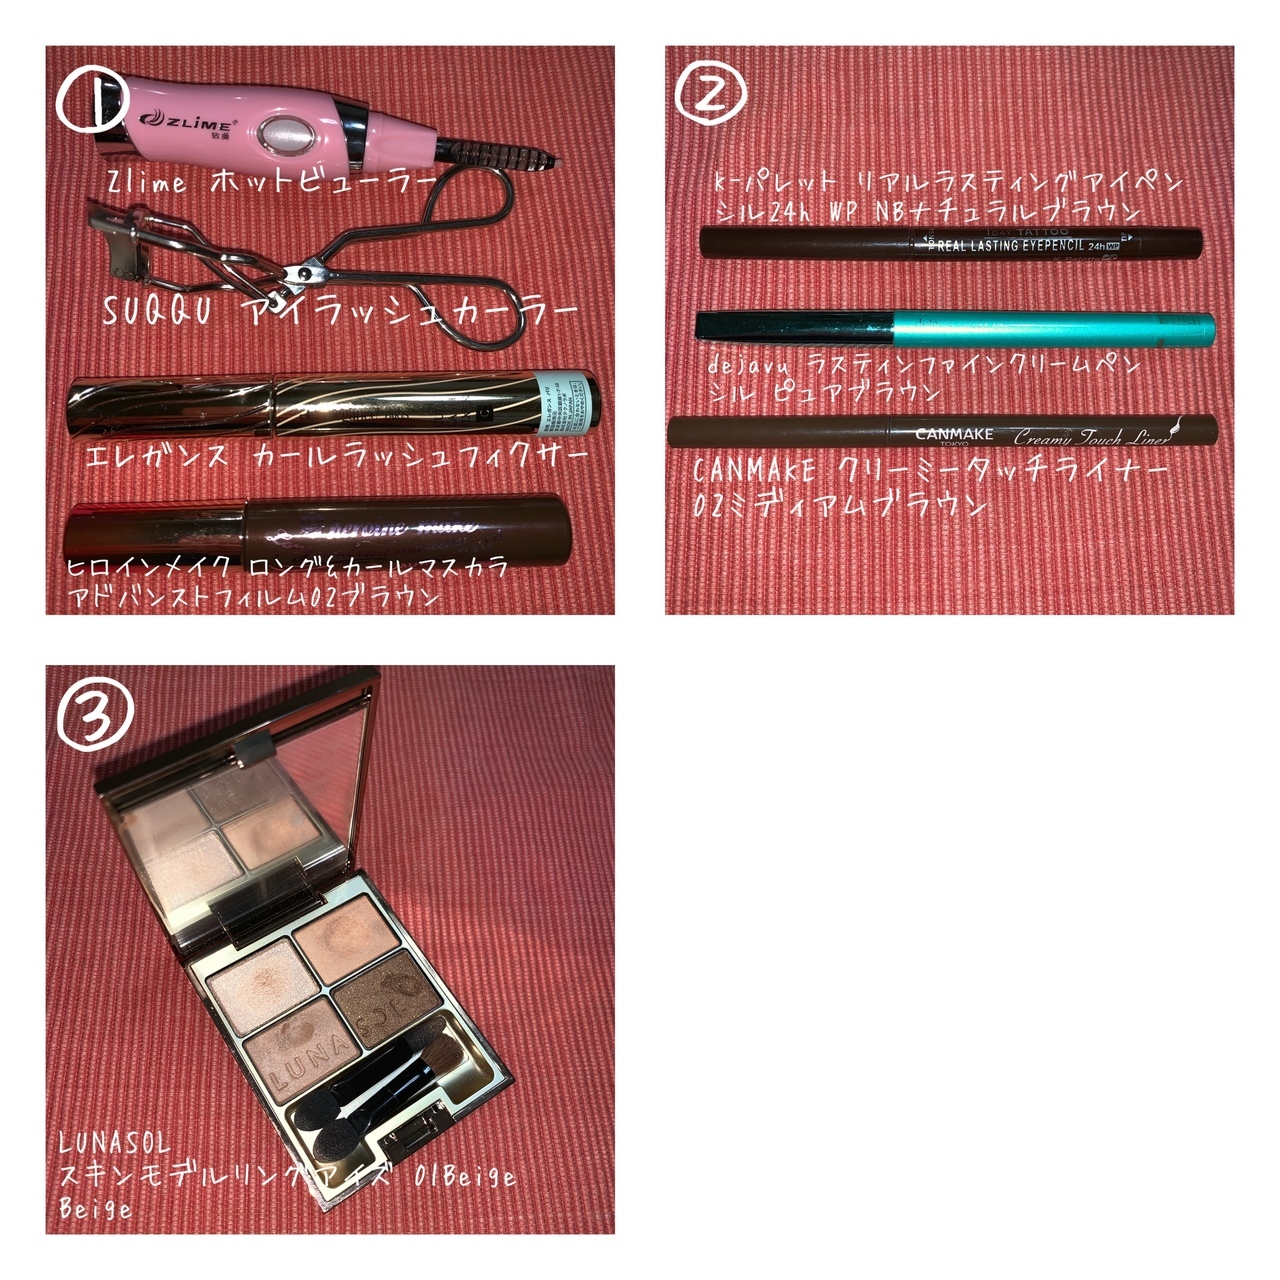 ①
ZLiME
致薰
Zlime ホットビューラー
SUQQU アイラッシュカーラー
エレガンス カールラッシュフィクサー
heroine make
ヒロインメイク ロング&カールマスカラ
アドバンストフィルム02ブラウン
②
k-パレット リアルラスティングアイペン
シル24h WP NBナチュラルブラウン
1DAY TATTOO
REAL LASTING EYEPENCIL 24h WP
K-Palette
dejavu ラスティンファインクリームペン
シル ピュアブラウン
CANMAKE Creamy Touch Liner
TOKYO
CANMAKE クリーミータッチライナー
02ミディアムブラウン
③
LUNASOL
LUNASOL
スキンモデルリングアイズ 01Beige
Beige